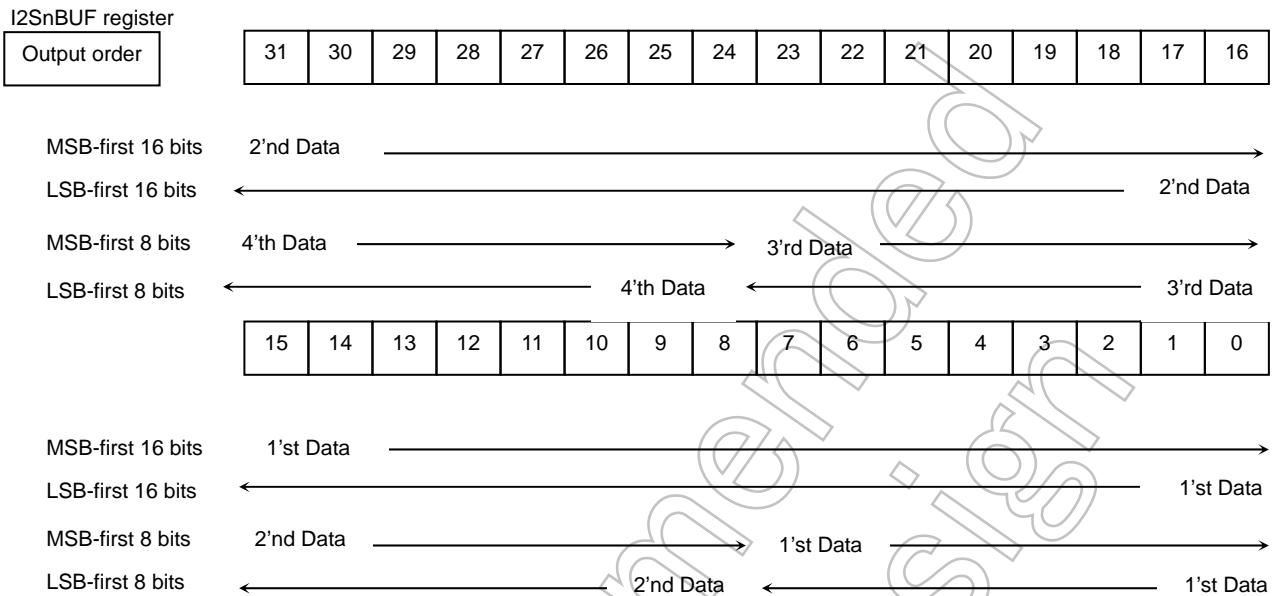 I2SnBUF register
Output order 31 30 29 28 27 26 25 24 23 22 21 20 19 18 17 16
MSB-first 16 bits 2'nd Data
LSB-first 16 bits 2'nd Data
MSB-first 8 bits 4'th Data 3'rd Data
LSB-first 8 bits 4'th Data 3'rd Data
15 14 13 12 11 10 9 8 7 6 5 4 3 2 1 0
MSB-first 16 bits 1'st Data
LSB-first 16 bits 1'st Data
MSB-first 8 bits 2'nd Data 1'st Data
LSB-first 8 bits 2'nd Data 1'st Data
mended
sign